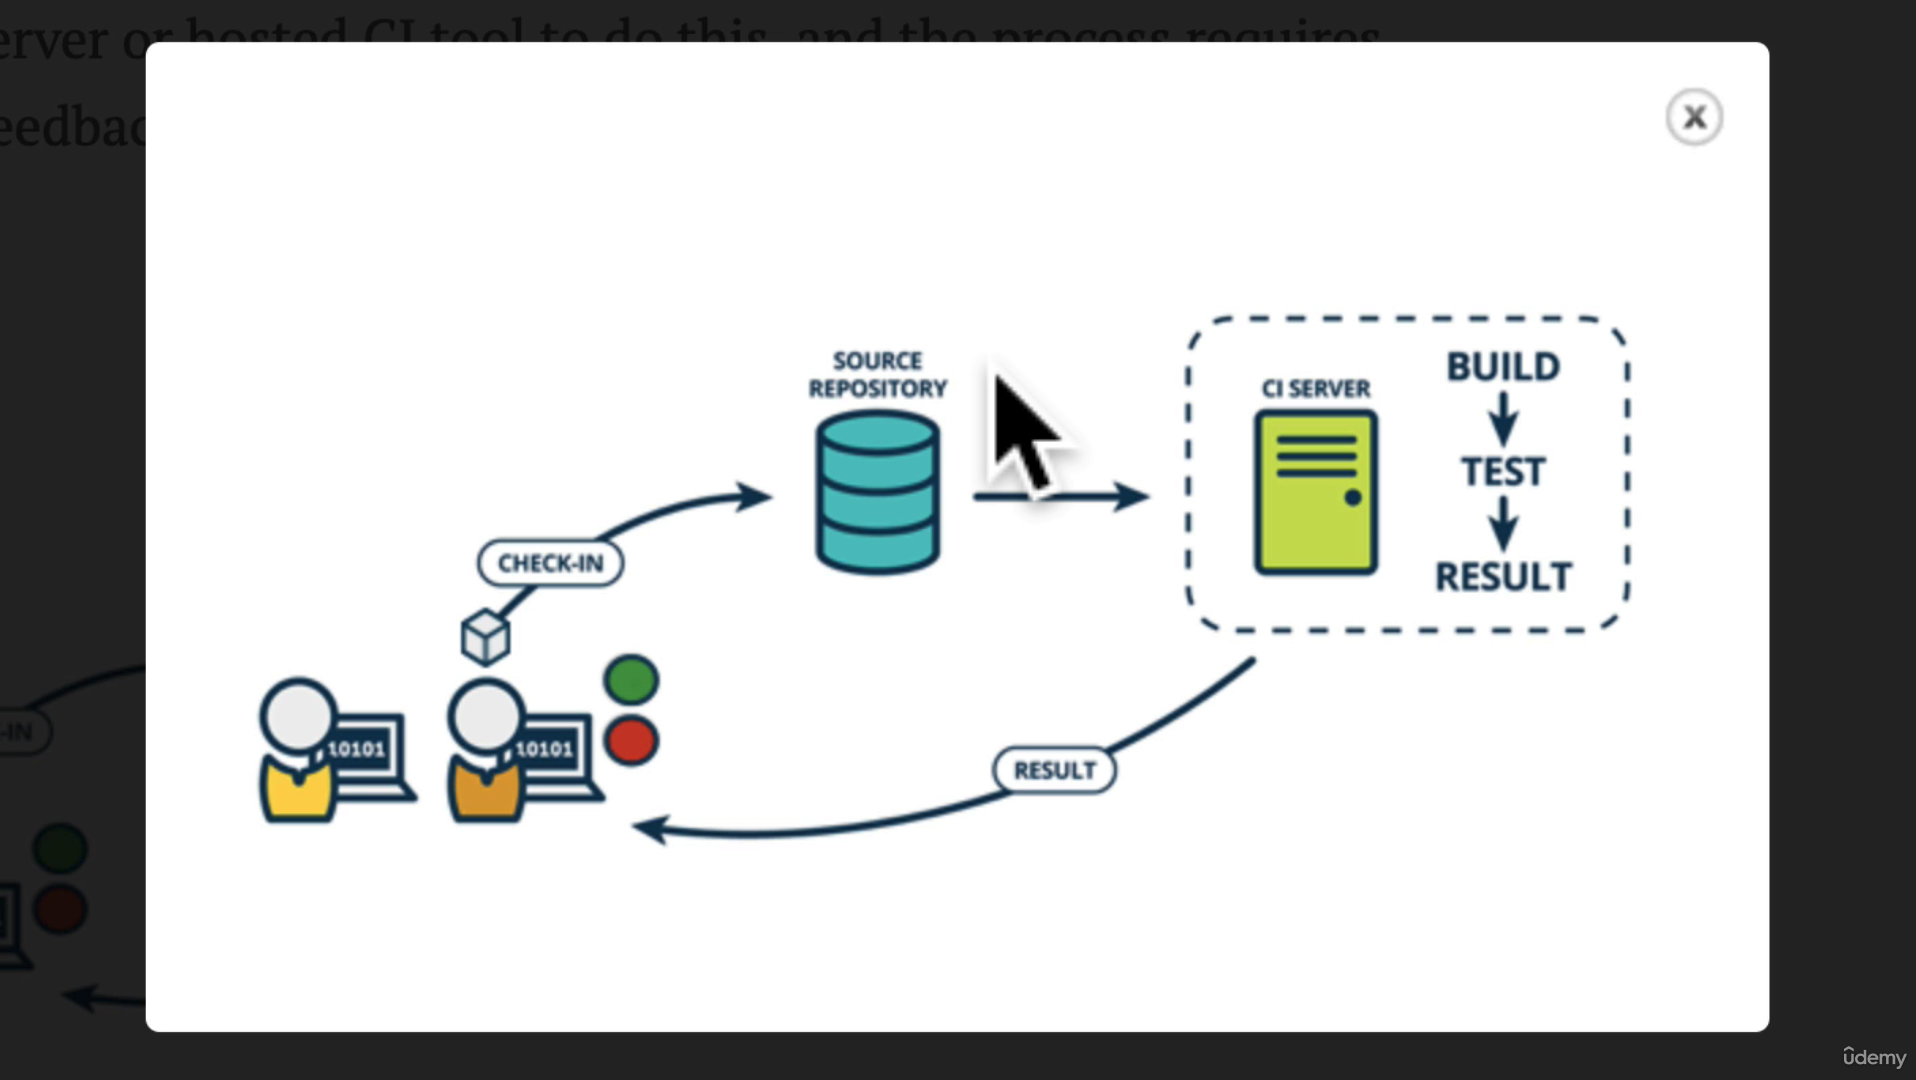 erver or hosted CI tool to do this, and the process requires
eedbac
X
SOURCE
REPOSITORY
CI SERVER
BUILD
TEST
RESULT
CHECK-IN
10101
10101
RESULT
-IN
ûdemy